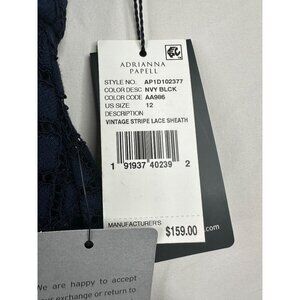 ADRIANNA
PAPELL
STYLE NO. AP1D102377
COLOR DESC NVY BLCK
COLOR CODE AA986
US SIZE 12
DESCRIPTION
VINTAGE STRIPE LACE SHEATH
1 91937 40239 2
MANUFACTURER'S
$159.00
.com
We are happy to accept
exchange or return to